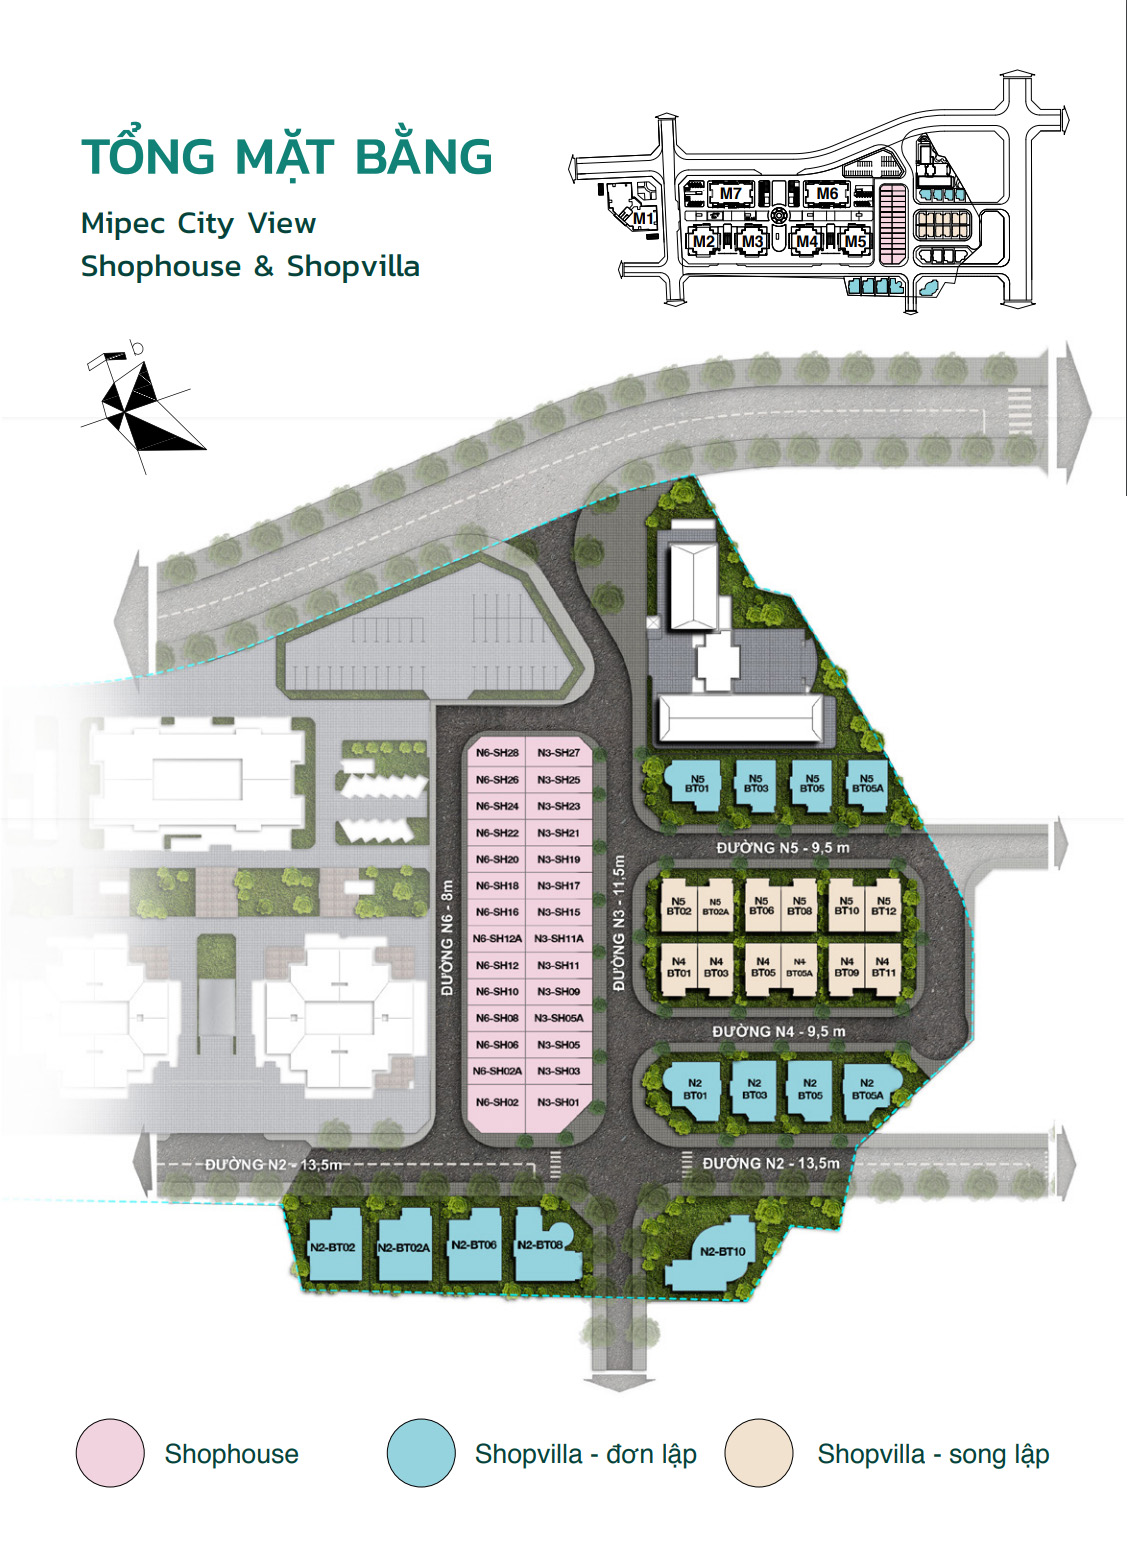 TỔNG MẶT BẰNG
Mipec City View
Shophouse & Shopvilla
M7
M6
M1
M2
M3
M4
M5
N6-SH28 N3-SH27
N6-SH26 N3-SH25
N6-SH24 N3-SH23
N6-SH22 N3-SH21
N6-SH20 N3-SH19
N6-SH18 N3-SH17
N6-SH16 N3-SH15
N6-SH12A N3-SH11A
N6-SH12 N3-SH11
N6-SH10 N3-SH09
N6-SH08 N3-SH05A
N6-SH06 N3-SH05
N6-SH02A N3-SH03
N6-SH02 N3-SH01
ĐƯỜNG N6 - 8m
ĐƯỜNG N3 - 11,5m
N5
BT01
N5
BT03
N5
BT05
N5
BT05A
ĐƯỜNG N5 - 9,5 m
N5
BT02
N5
BT02A
N5
BT06
N5
BT08
N5
BT10
N5
BT12
N4
BT01
N4
BT03
N4
BT05
N4
BT05A
N4
BT09
N4
BT11
ĐƯỜNG N4 - 9,5 m
N2
BT01
N2
BT03
N2
BT05
N2
BT05A
ĐƯỜNG N2 - 13,5m
ĐƯỜNG N2 - 13,5m
N2-BT02
N2-BT02A
N2-BT06
N2-BT08
N2-BT10
Shophouse
Shopvilla - đơn lập
Shopvilla - song lập